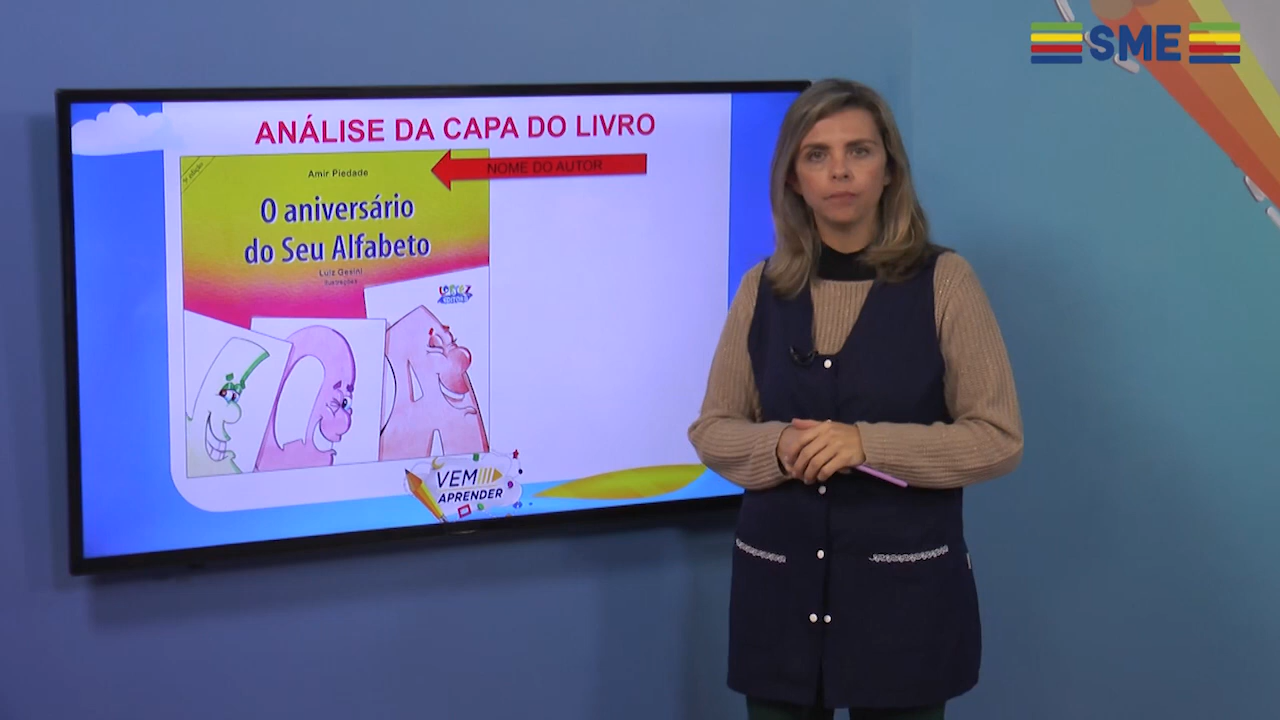 SME
ANÁLISE DA CAPA DO LIVRO
Amir Piedade
NOME DO AUTOR
O aniversário
do Seu Alfabeto
Luiz Gesini
Ilustrações
VEM
APRENDER